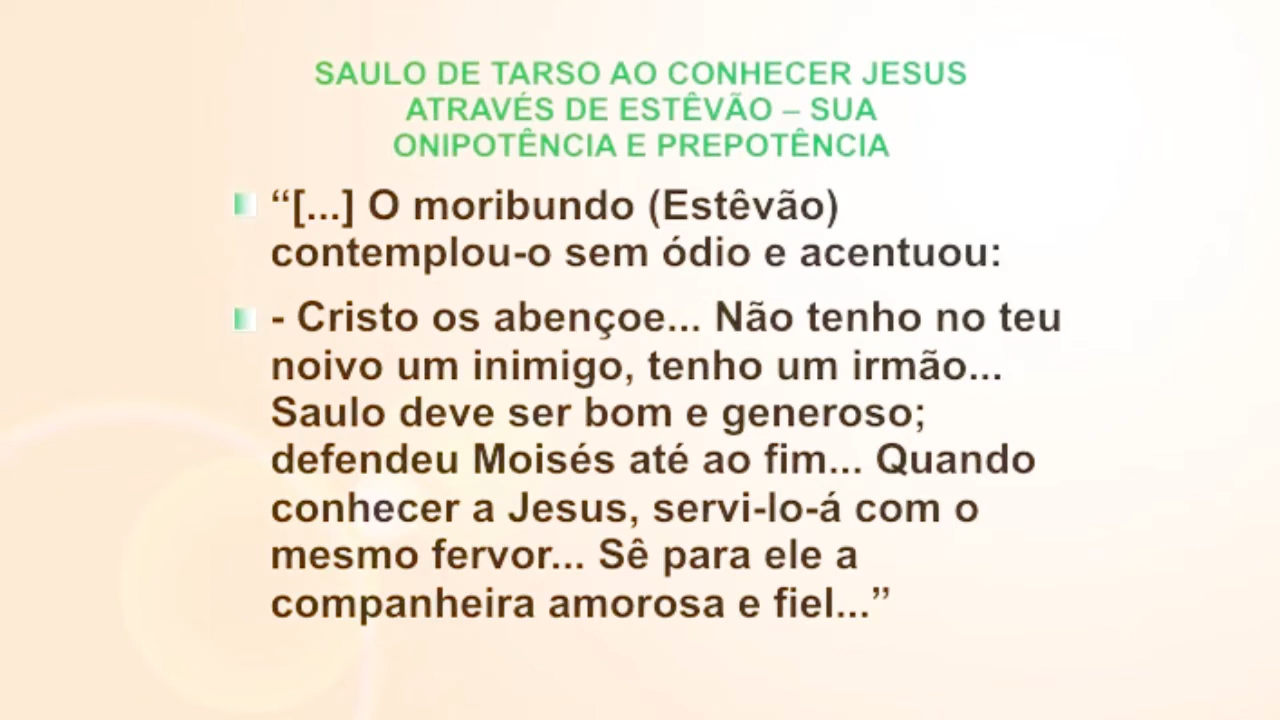 SAULO DE TARSO AO CONHECER JESUS
ATRAVÉS DE ESTÊVÃO – SUA
ONIPOTÊNCIA E PREPOTÊNCIA
“[...] O moribundo (Estêvão)
contemplou-o sem ódio e acentuou:
- Cristo os abençoe... Não tenho no teu
noivo um inimigo, tenho um irmão...
Saulo deve ser bom e generoso;
defendeu Moisés até ao fim... Quando
conhecer a Jesus, servi-lo-á com o
mesmo fervor... Sê para ele a
companheira amorosa e fiel...”